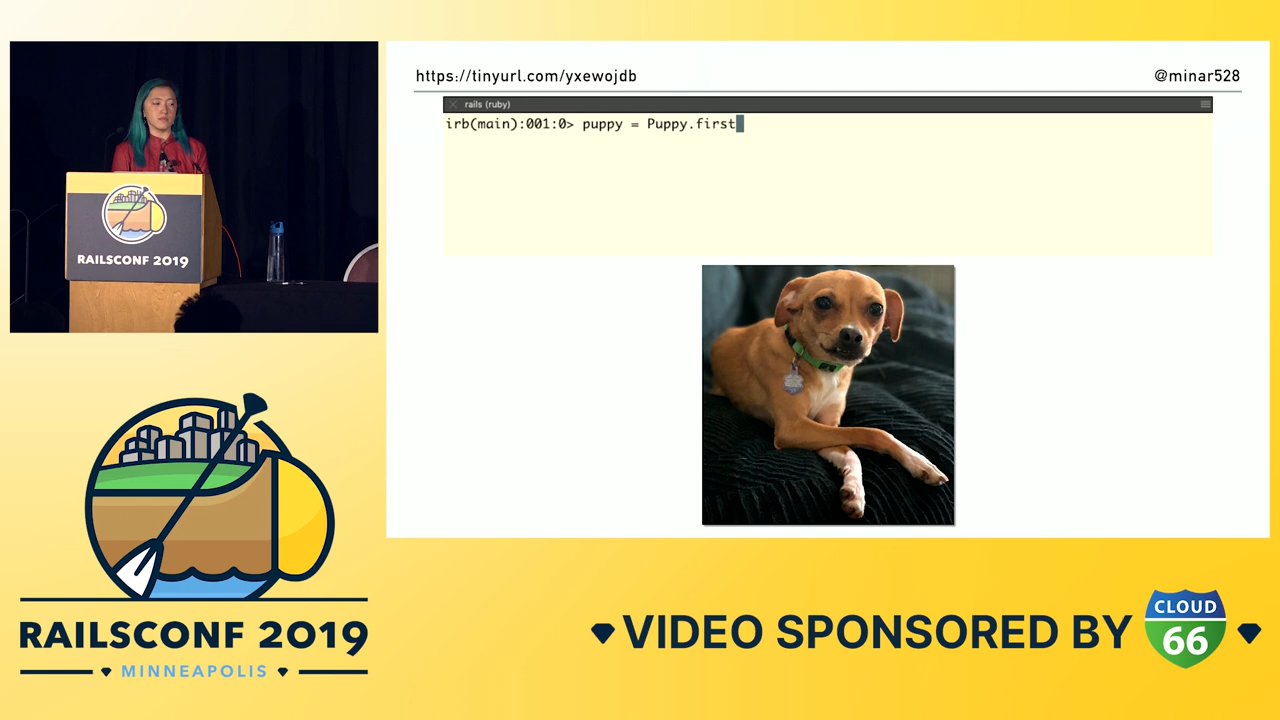 https://tinyurl.com/yxewojdb
@minar528
rails (ruby)
irb(main):001:0> puppy = Puppy.first
RAILSCONF 2019
RAILSCONF 2019
MINNEAPOLIS
VIDEO SPONSORED BY
CLOUD
66